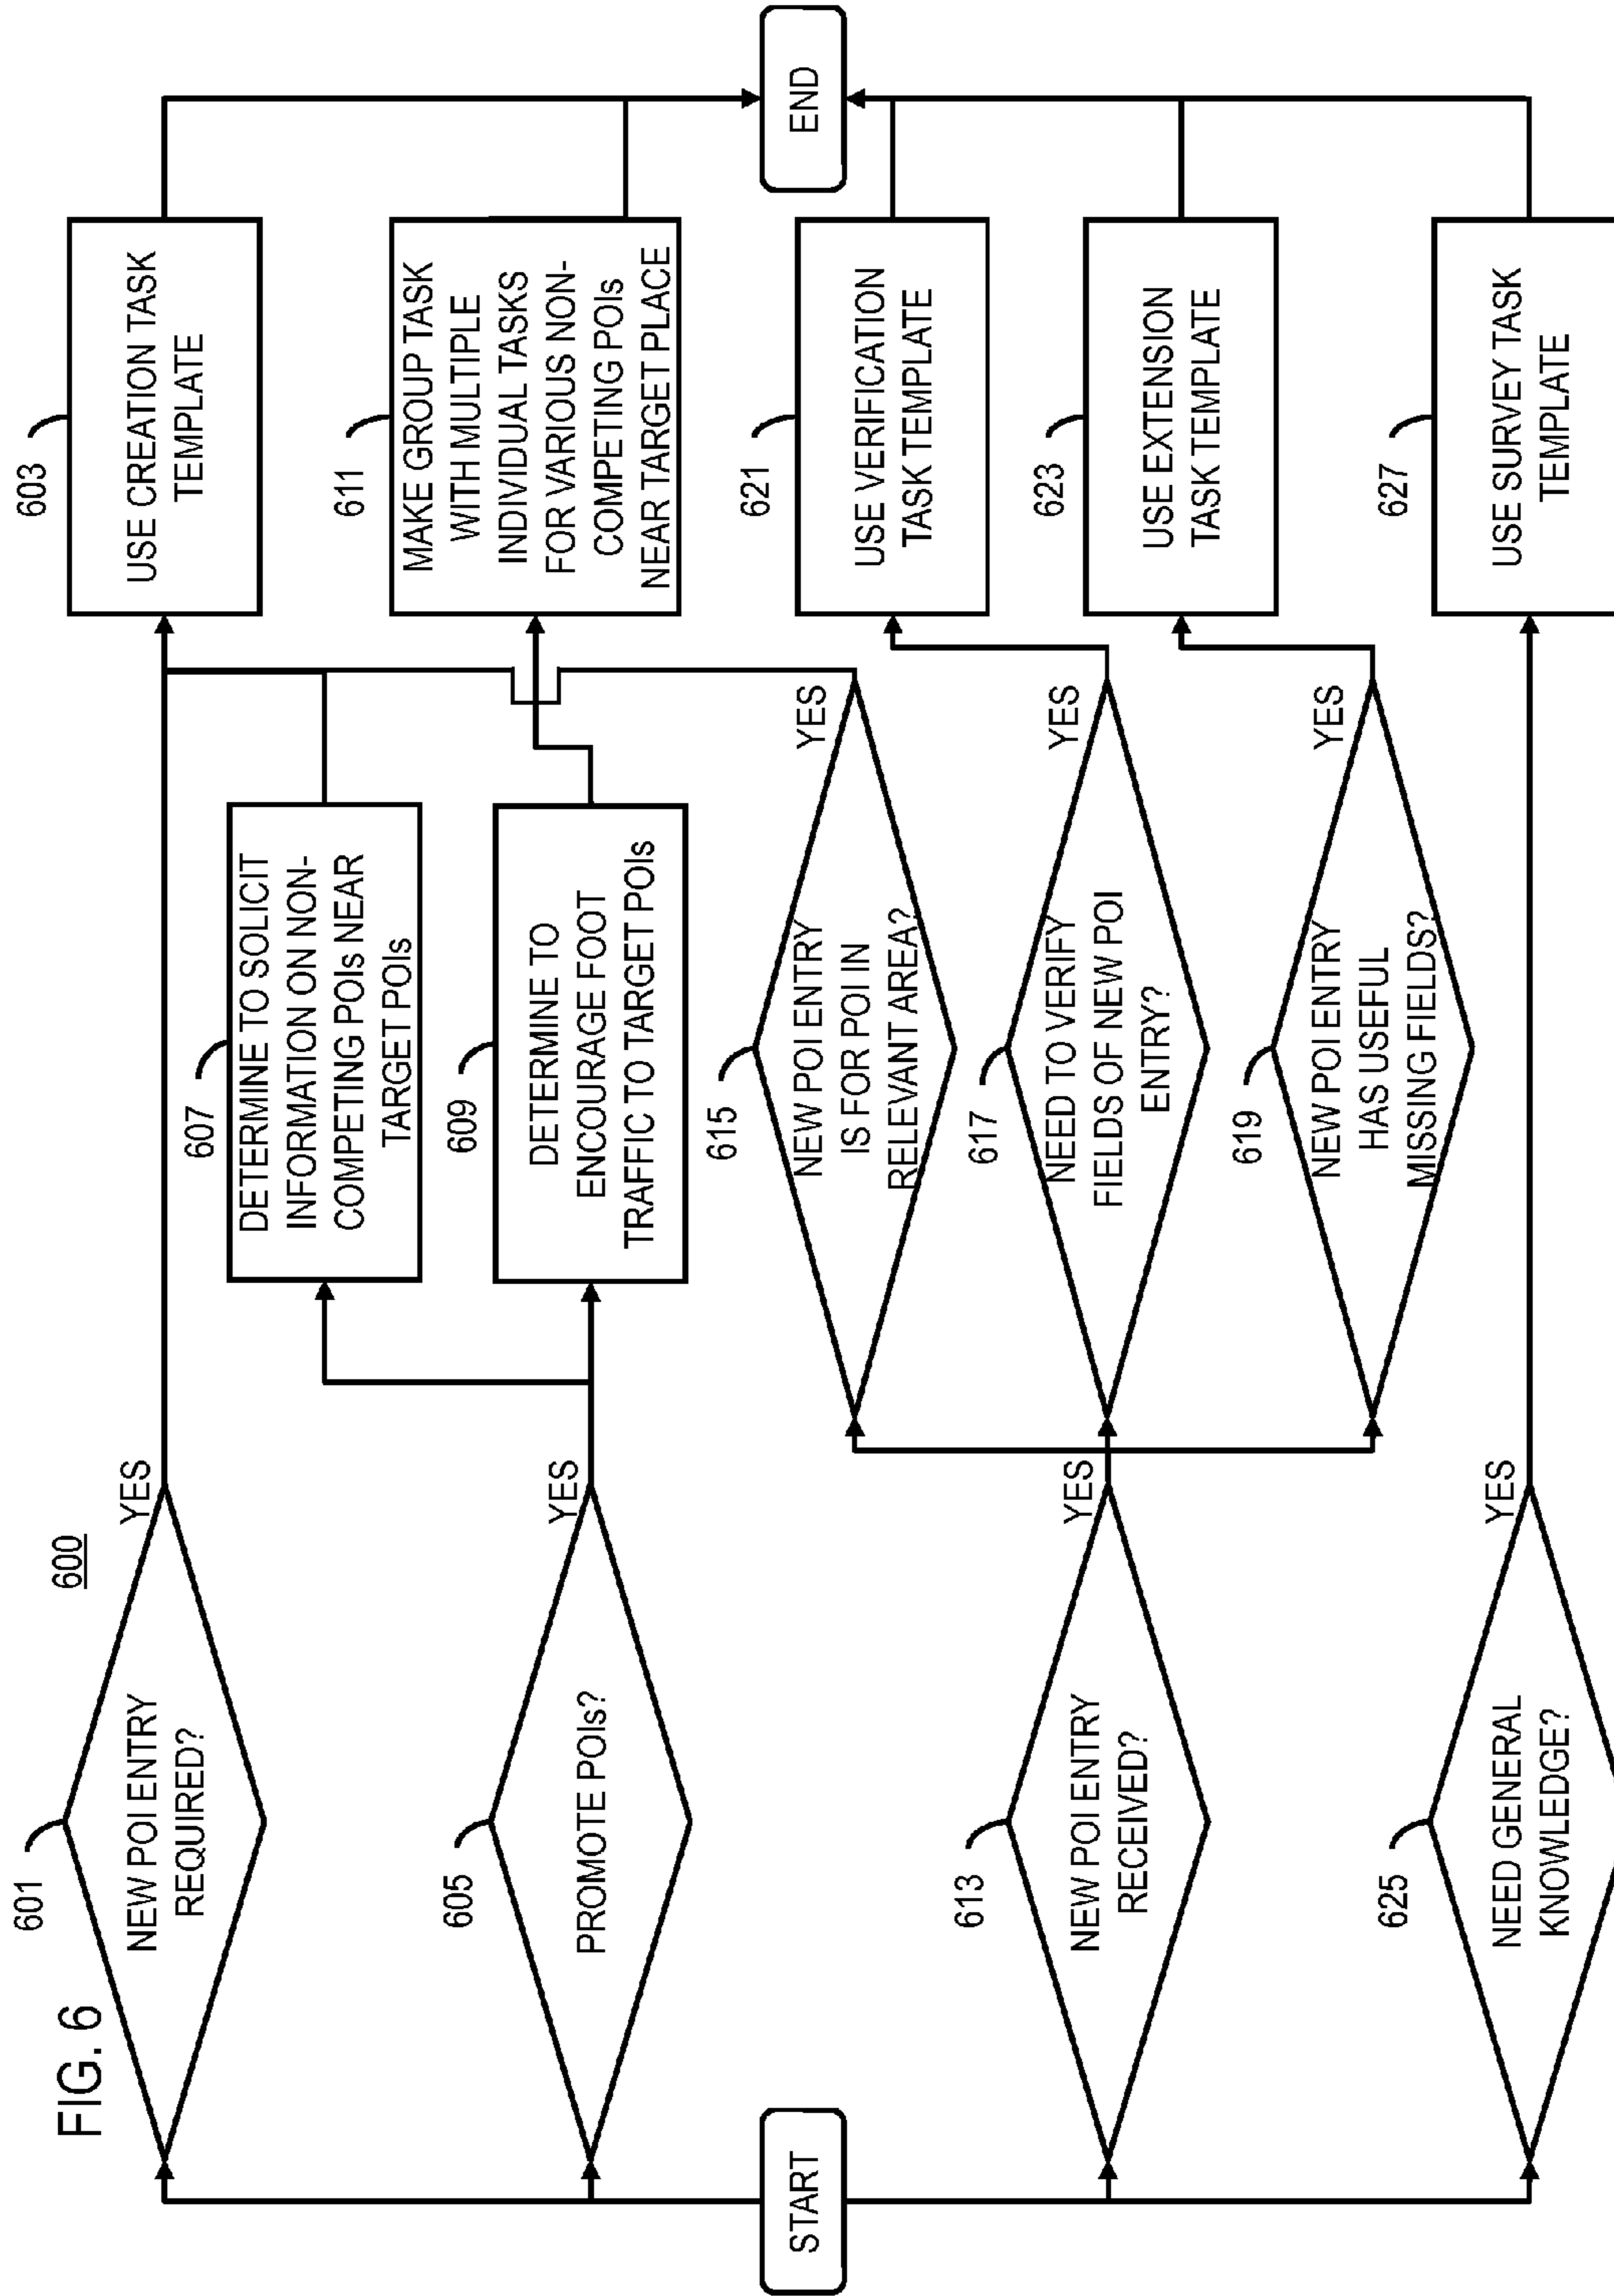 FIG. 6
600
START
601
NEW POI ENTRY
REQUIRED?
YES
603
USE CREATION TASK
TEMPLATE
605
PROMOTE POIs?
YES
607
DETERMINE TO SOLICIT
INFORMATION ON NON-
COMPETING POIs NEAR
TARGET POIs
609
DETERMINE TO
ENCOURAGE FOOT
TRAFFIC TO TARGET POIs
611
MAKE GROUP TASK
WITH MULTIPLE
INDIVIDUAL TASKS
FOR VARIOUS NON-
COMPETING POIs
NEAR TARGET PLACE
613
NEW POI ENTRY
RECEIVED?
YES
615
NEW POI ENTRY
IS FOR POI IN
RELEVANT AREA?
YES
617
NEED TO VERIFY
FIELDS OF NEW POI
ENTRY?
YES
619
NEW POI ENTRY
HAS USEFUL
MISSING FIELDS?
YES
621
USE VERIFICATION
TASK TEMPLATE
623
USE EXTENSION
TASK TEMPLATE
625
NEED GENERAL
KNOWLEDGE?
YES
627
USE SURVEY TASK
TEMPLATE
END